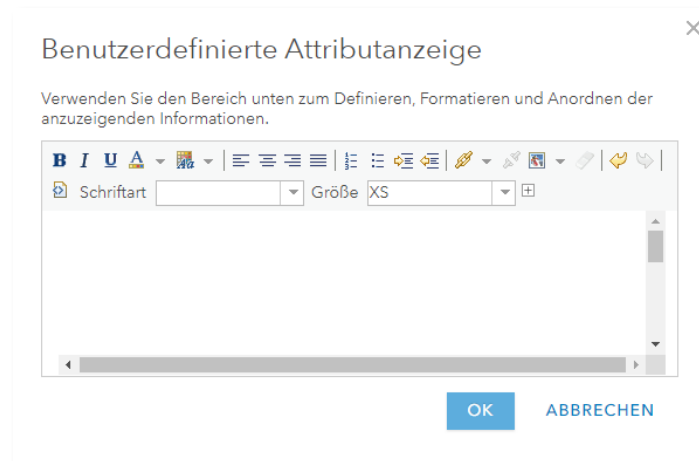 Benutzerdefinierte Attributanzeige
Verwenden Sie den Bereich unten zum Definieren, Formatieren und Anordnen der
anzuzeigenden Informationen.
B I U A
Schriftart Größe XS
OK ABBRECHEN